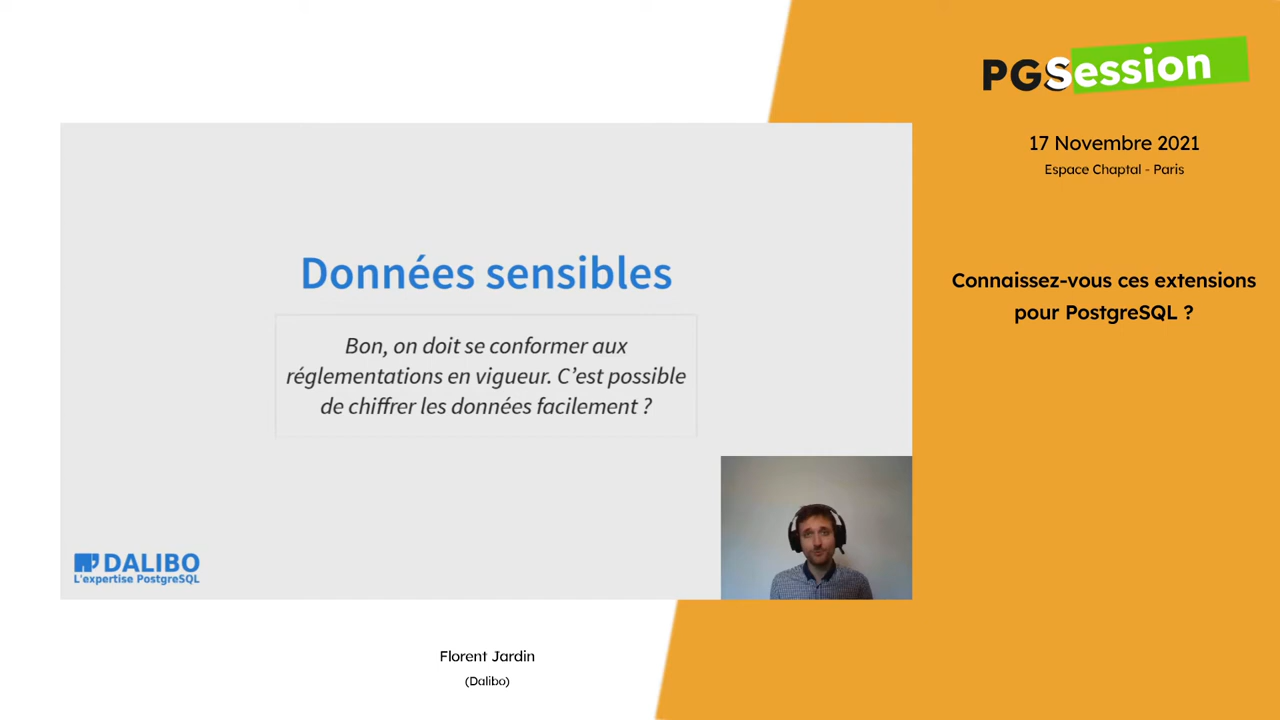 PGSession
17 Novembre 2021
Espace Chaptal - Paris
Connaissez-vous ces extensions
pour PostgreSQL ?
Données sensibles
Bon, on doit se conformer aux
réglementations en vigueur. C’est possible
de chiffrer les données facilement ?
DALIBO
L'expertise PostgreSQL
Florent Jardin
(Dalibo)